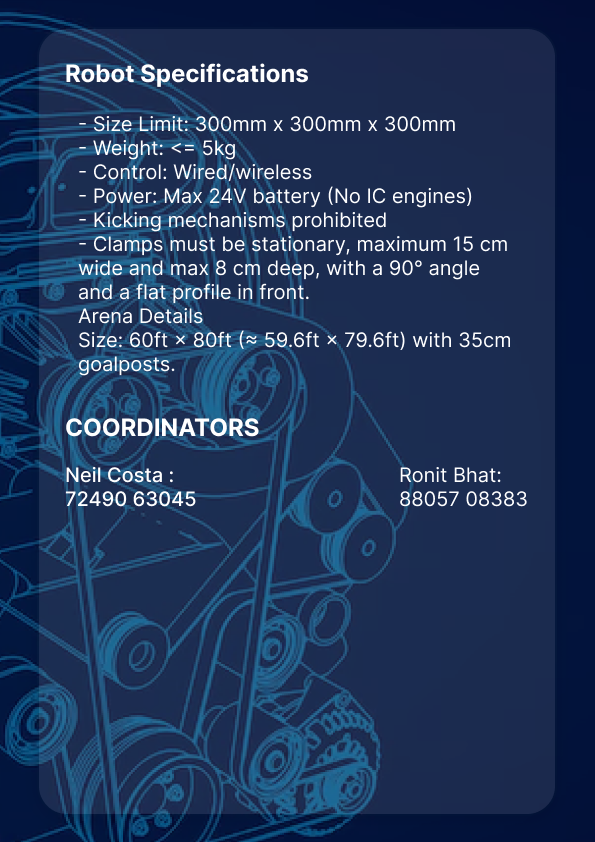 Robot Specifications
- Size Limit: 300mm x 300mm x 300mm
- Weight: <= 5kg
- Control: Wired/wireless
- Power: Max 24V battery (No IC engines)
- Kicking mechanisms prohibited
- Clamps must be stationary, maximum 15 cm
wide and max 8 cm deep, with a 90° angle
and a flat profile in front.
Arena Details
Size: 60ft × 80ft (≈ 59.6ft × 79.6ft) with 35cm
goalposts.
COORDINATORS
Neil Costa :
72490 63045
Ronit Bhat:
88057 08383